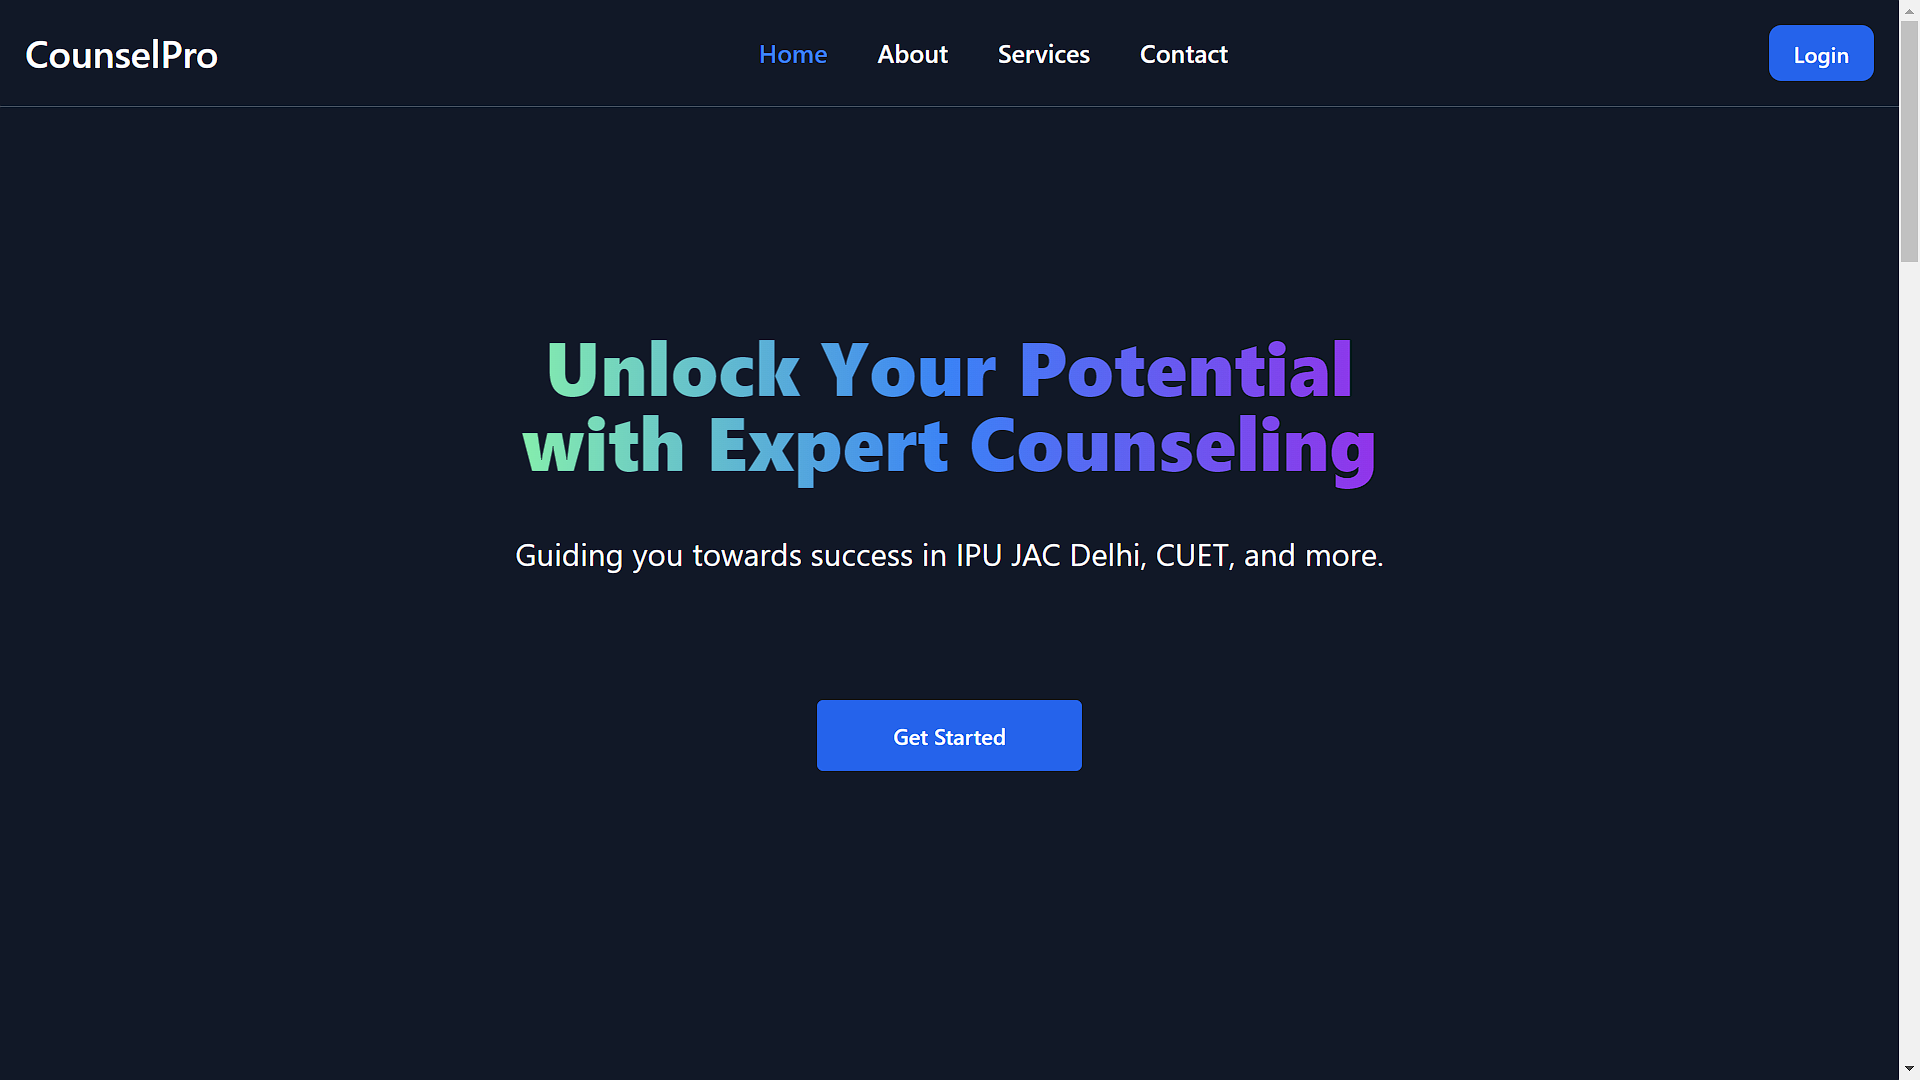 CounselPro
Home
About
Services
Contact
Login
Unlock Your Potential
with Expert Counseling
Guiding you towards success in IPU JAC Delhi, CUET, and more.
Get Started